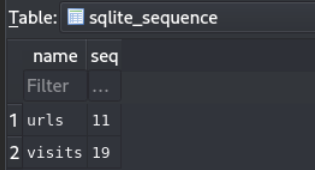 Table: sqlite_sequence
name seq
Filter ...
1 urls 11
2 visits 19